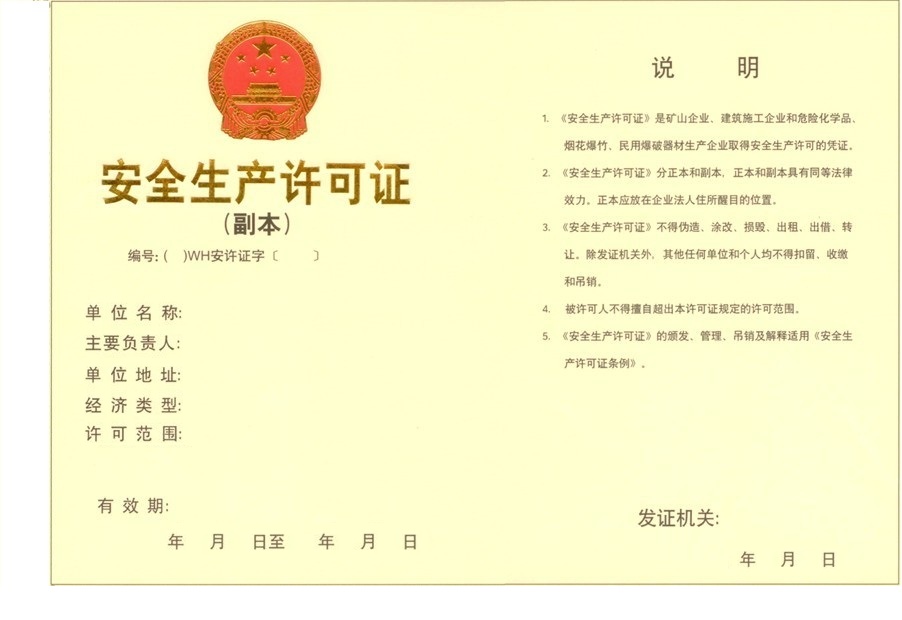 安全生产许可证
（副本）
编号: (    )WH安许证字〔      〕
单 位 名 称:
主要负责人:
单 位 地 址:
经 济 类 型:
许 可 范 围:
有 效 期:
年 月 日至 年 月 日
说 明
1. 《安全生产许可证》是矿山企业、建筑施工企业和危险化学品、
烟花爆竹、民用爆破器材生产企业取得安全生产许可的凭证。
2. 《安全生产许可证》分正本和副本，正本和副本具有同等法律
效力。正本应放在企业法人住所醒目的位置。
3. 《安全生产许可证》不得伪造、涂改、损毁、出租、出借、转
让。除发证机关外，其他任何单位和个人均不得扣留、收缴
和吊销。
4. 被许可人不得擅自超出本许可证规定的许可范围。
5. 《安全生产许可证》的颁发、管理、吊销及解释适用《安全生
产许可证条例》。
发证机关:
年 月 日